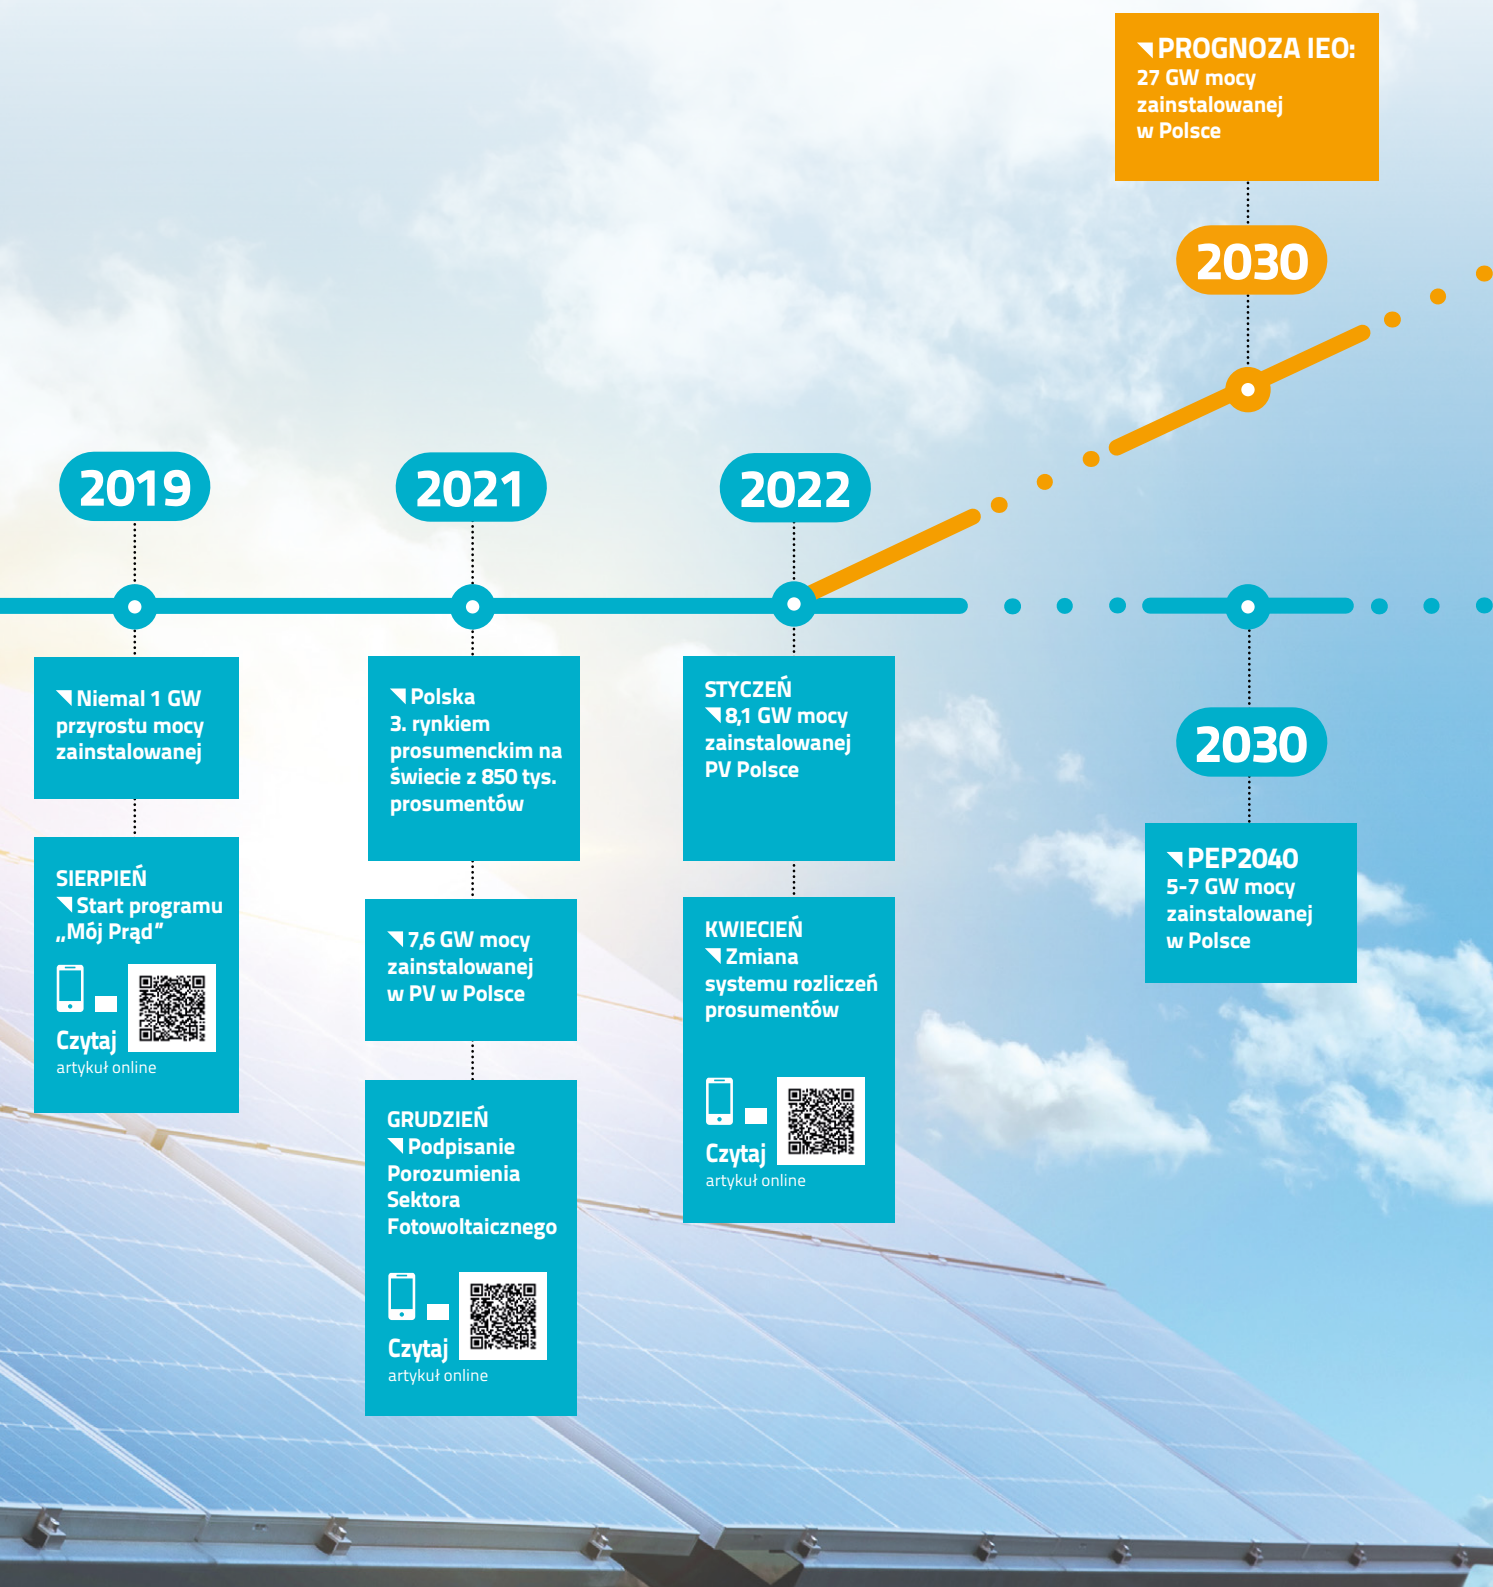 PROGNOZA IEO:
27 GW mocy
zainstalowanej
w Polsce
2030
2019
Niemal 1 GW
przyrostu mocy
zainstalowanej
SIERPIEŃ
Start programu
„Mój Prąd”
Czytaj
artykuł online
2021
Polska
3. rynkiem
prosumenckim na
świecie z 850 tys.
prosumentów
7,6 GW mocy
zainstalowanej
w PV w Polsce
GRUDZIEŃ
Podpisanie
Porozumienia
Sektora
Fotowoltaicznego
Czytaj
artykuł online
2022
STYCZEŃ
8,1 GW mocy
zainstalowanej
PV Polsce
KWIECIEŃ
Zmiana
systemu rozliczeń
prosumentów
Czytaj
artykuł online
2030
PEP2040
5-7 GW mocy
zainstalowanej
w Polsce